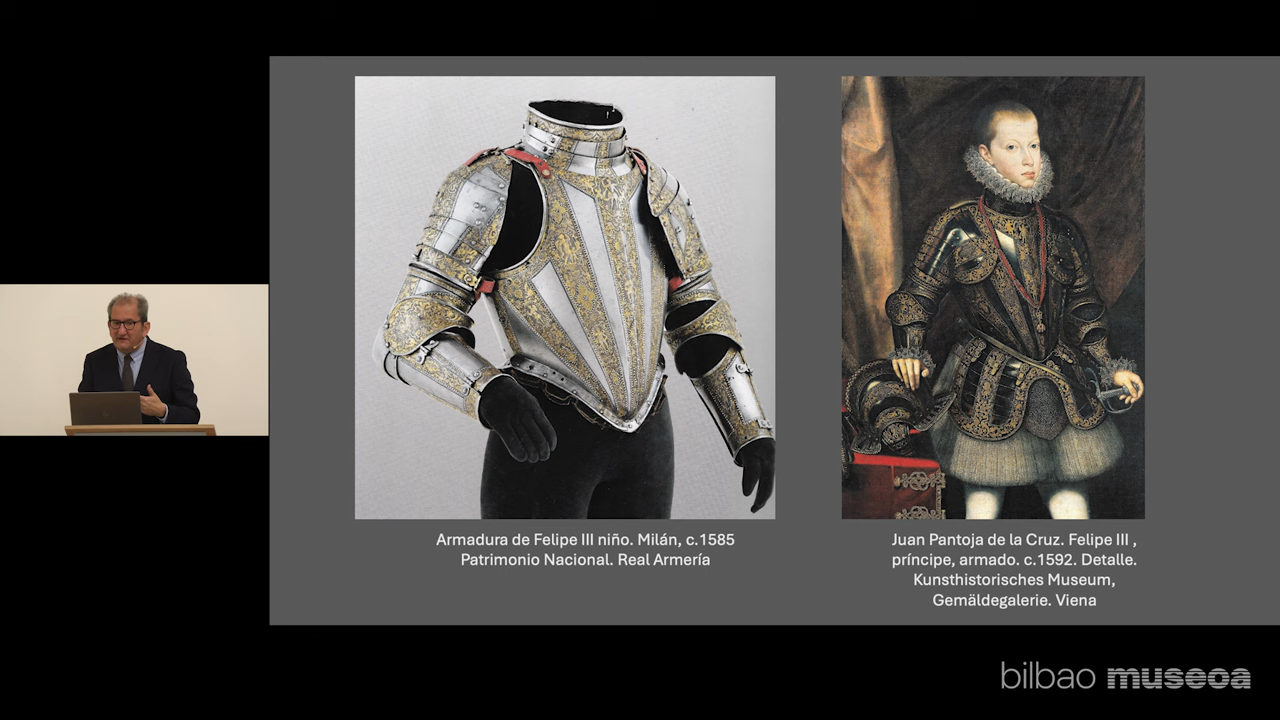 Armadura de Felipe III niño. Milán, c.1585
Patrimonio Nacional. Real Armería
Juan Pantoja de la Cruz. Felipe III ,
príncipe, armado. c.1592. Detalle.
Kunsthistorisches Museum,
Gemäldegalerie. Viena
bilbao museoa